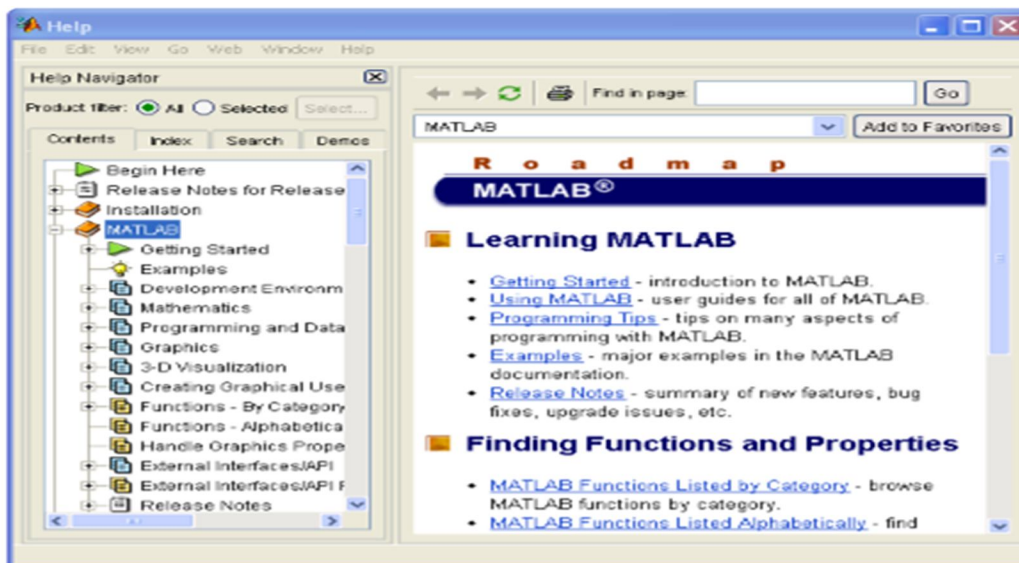 Help
File Edit View Go Web Window Help
Help Navigator
Product filter: All Selected Select...
Contents Index Search Demos
Begin Here
Release Notes for Release
Installation
MATLAB
Getting Started
Examples
Development Environm
Mathematics
Programming and Data
Graphics
3-D Visualization
Creating Graphical Use
Functions - By Category
Functions - Alphabetica
Handle Graphics Prope
External Interfaces/API
External Interfaces/API F
Release Notes
Find in page: Go
MATLAB Add to Favorites
Roadmap
MATLAB®
Learning MATLAB
• Getting Started - introduction to MATLAB.
• Using MATLAB - user guides for all of MATLAB.
• Programming Tips - tips on many aspects of
programming with MATLAB.
• Examples - major examples in the MATLAB
documentation.
• Release Notes - summary of new features, bug
fixes, upgrade issues, etc.
Finding Functions and Properties
• MATLAB Functions Listed by Category - browse
MATLAB functions by category.
• MATLAB Functions Listed Alphabetically - find